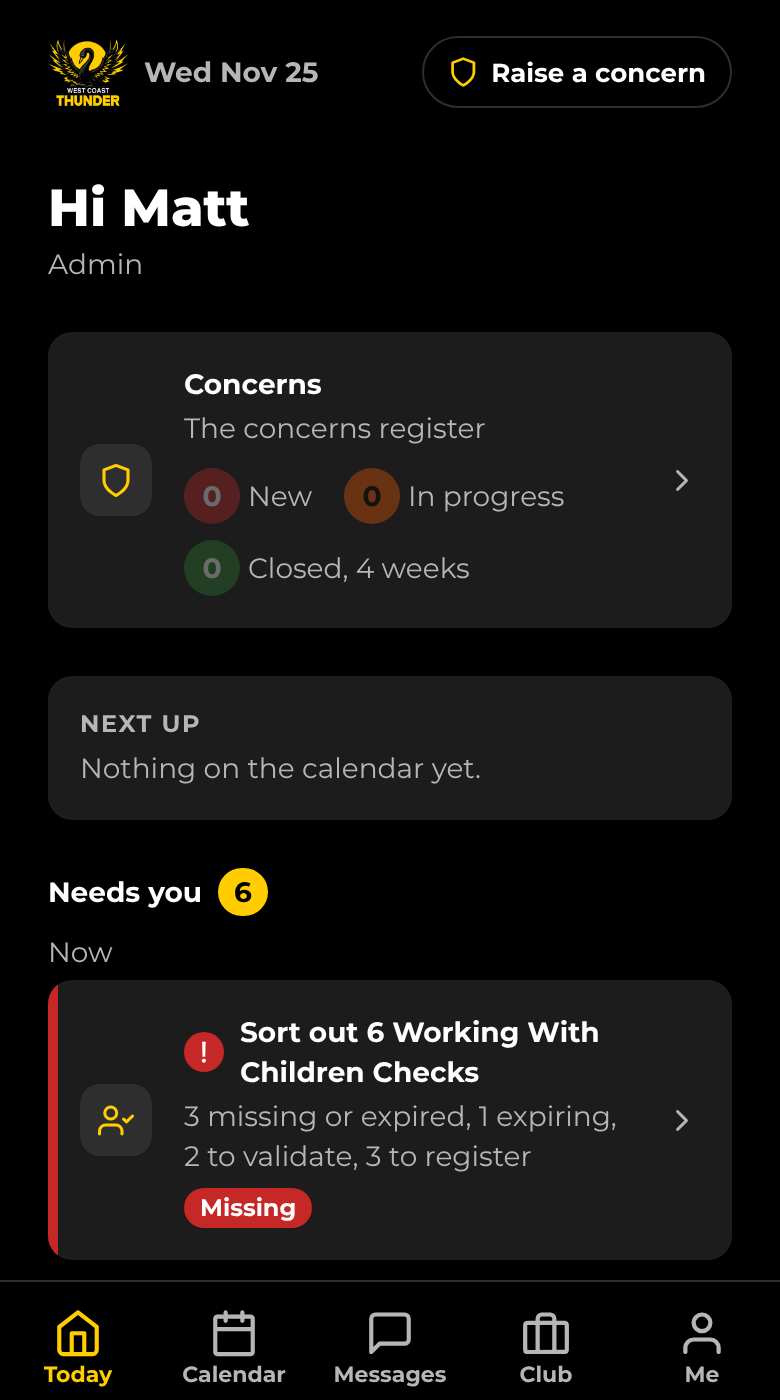 WEST COAST
THUNDER
Wed Nov 25
Raise a concern
Hi Matt
Admin
Concerns
The concerns register
0 New 0 In progress
0 Closed, 4 weeks
NEXT UP
Nothing on the calendar yet.
Needs you 6
Now
! Sort out 6 Working With
Children Checks
3 missing or expired, 1 expiring,
2 to validate, 3 to register
Missing
Today Calendar Messages Club Me